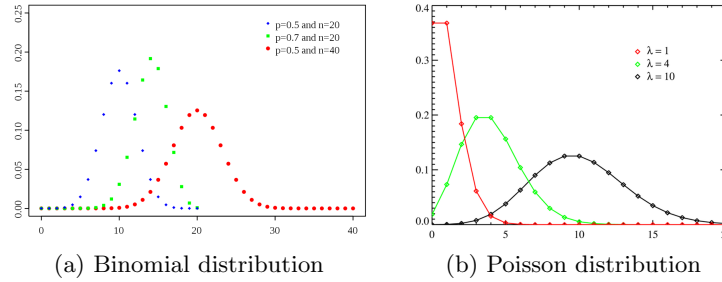 p=0.5 and n=20
p=0.7 and n=20
p=0.5 and n=40
0.25
0.20
0.15
0.10
0.05
0.00
0 10 20 30 40
(a) Binomial distribution
0.4
0.3
0.2
0.1
0 5 10 15
λ = 1
λ = 4
λ = 10
(b) Poisson distribution